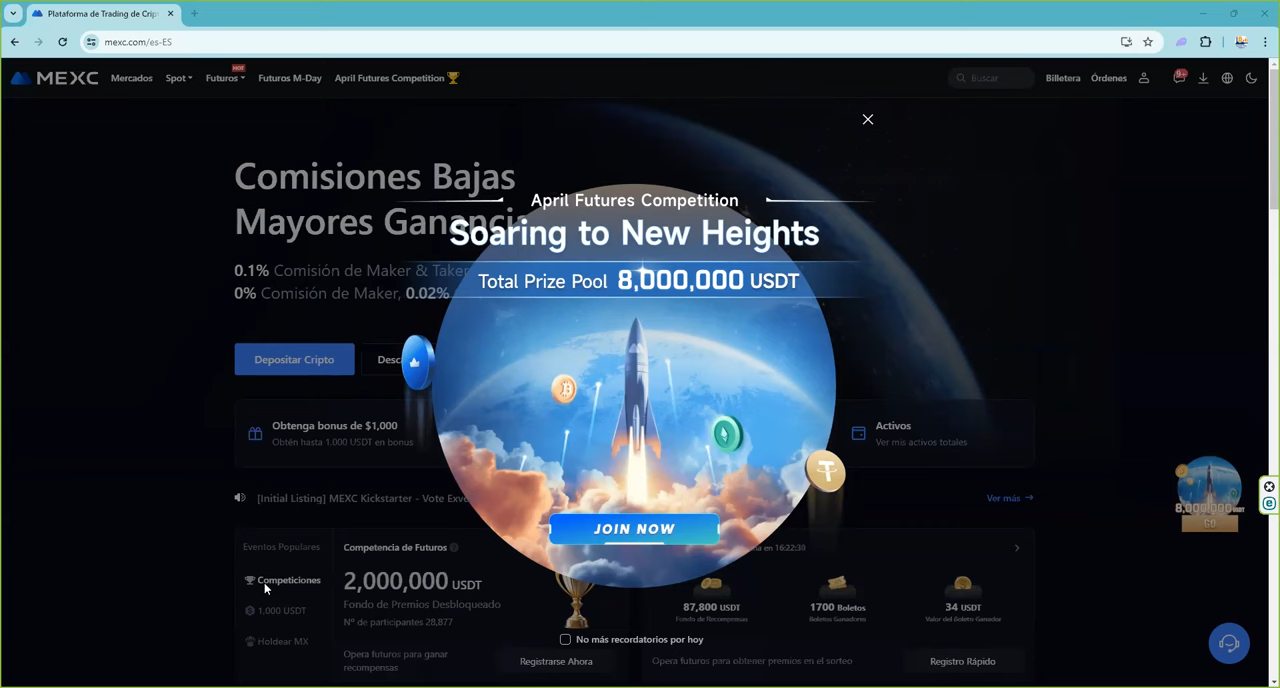 Plataforma de Trading de Crip
mexc.com/es-ES
MEXC
Mercados
Spot
Futuros
HOT
Futuros M-Day
April Futures Competition
Buscar
Billetera
Órdenes
9+
Comisiones Bajas
Mayores Gananci
0.1% Comisión de Maker & Taker
0% Comisión de Maker, 0.02%
April Futures Competition
Soaring to New Heights
Total Prize Pool 8,000,000 USDT
Depositar Cripto
Desc
Obtenga bonus de $1,000
Obtén hasta 1.000 USDT en bonus
Activos
Ver mis activos totales
[Initial Listing] MEXC Kickstarter - Vote Exve
Ver más →
8,000,000 USDT
GO
JOIN NOW
Eventos Populares
Competiciones
1,000 USDT
Holdear MX
Competencia de Futuros
2,000,000 USDT
Fondo de Premios Desbloqueado
Nº de participantes 28,877
Opera futuros para ganar
recompensas
Registrarse Ahora
en 16:22:30
87,800 USDT
Fondo de Recompensas
1700 Boletos
Boletos Ganadores
34 USDT
Valor del Boleto Ganador
No más recordatorios por hoy
Opera futuros para obtener premios en el sorteo
Registro Rápido